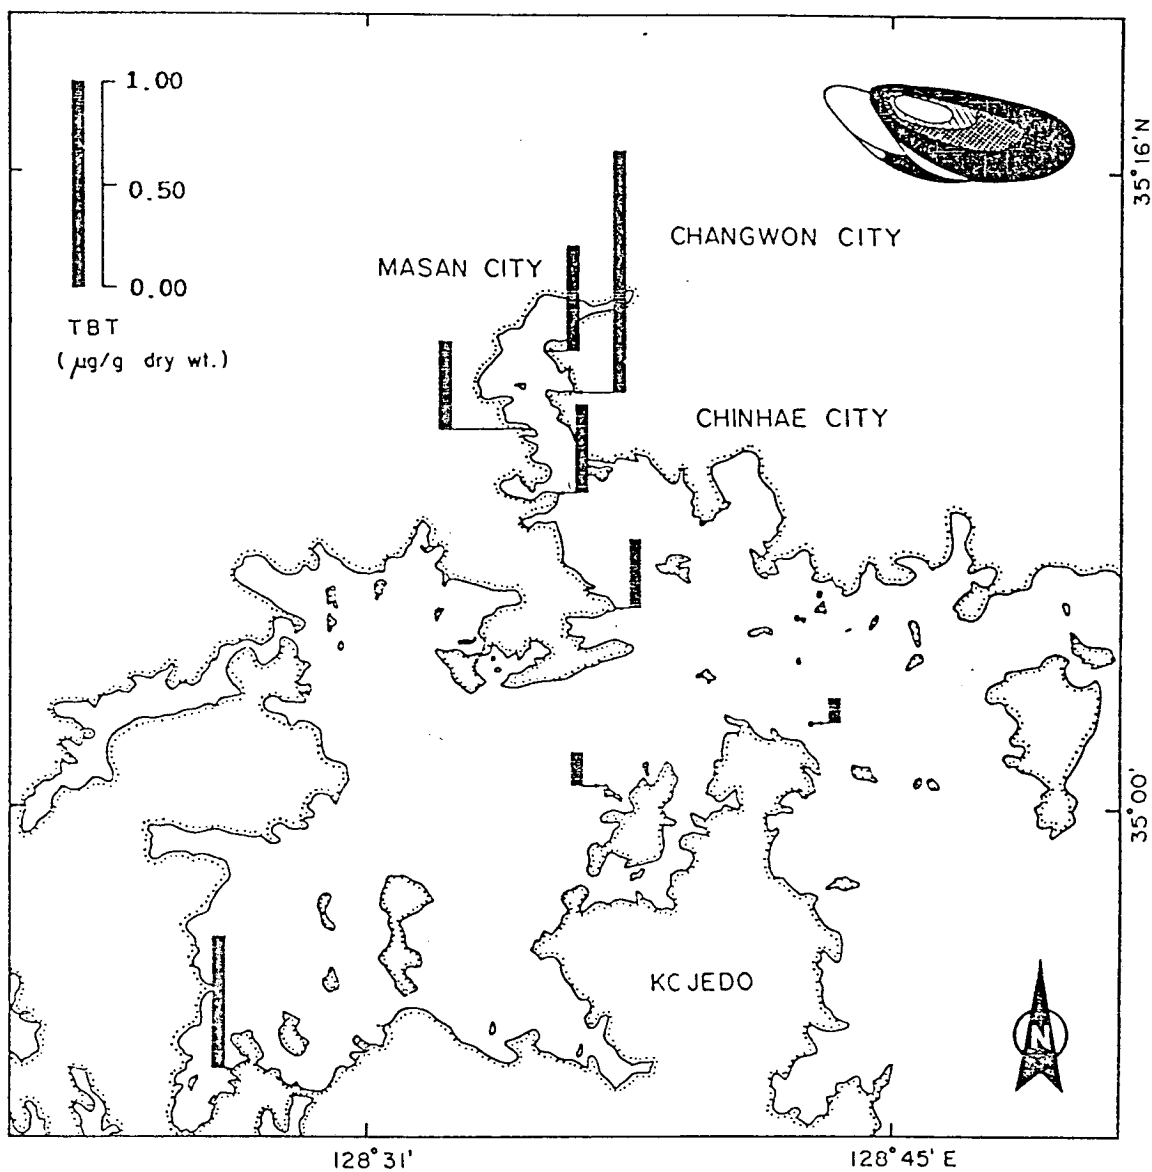 1.00
0.50
0.00
TBT
(µg/g dry wt.)
35°16'N
CHANGWON CITY
MASAN CITY
CHINHAE CITY
35°00'
KCJEDO
N
128°31'
128°45'E